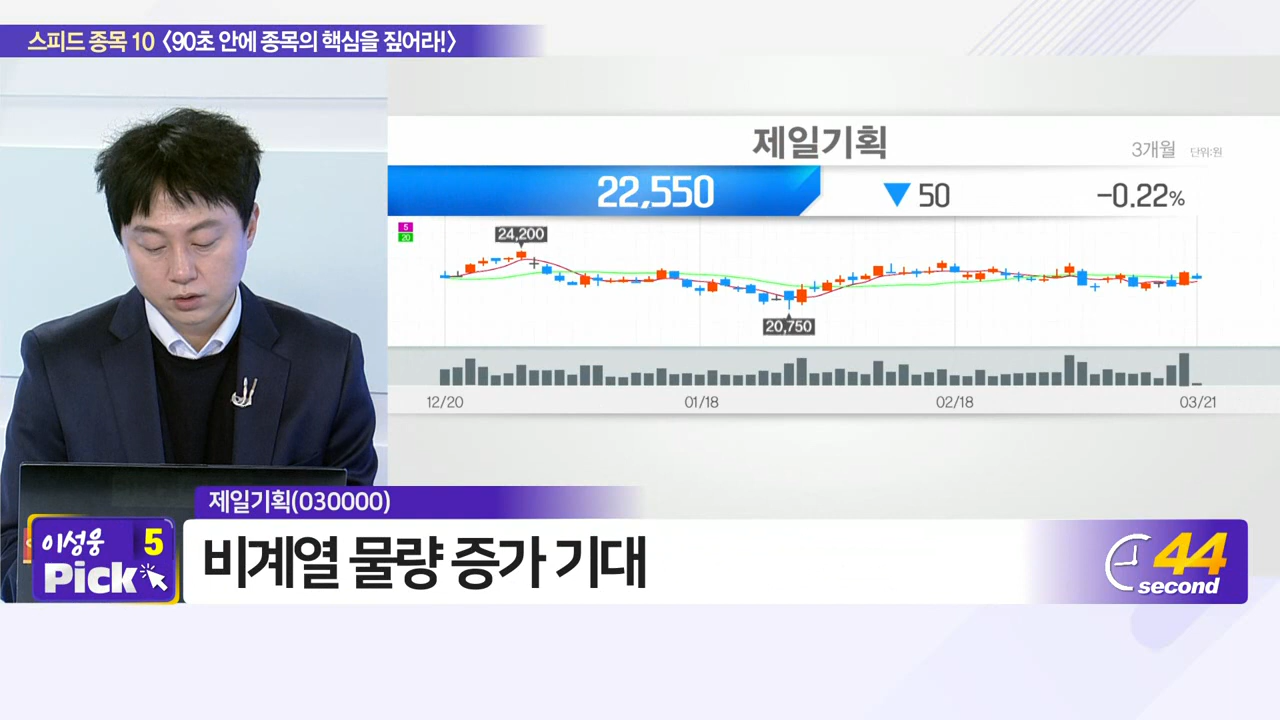 스피드 종목 10 <90초 안에 종목의 핵심을 짚어라!>
제일기획
3개월 단위:원
22,550 ▼50 -0.22%
5
20
24,200
20,750
12/20 01/18 02/18 03/21
제일기획(030000)
이성웅 5
Pick
비계열 물량 증가 기대
44
second